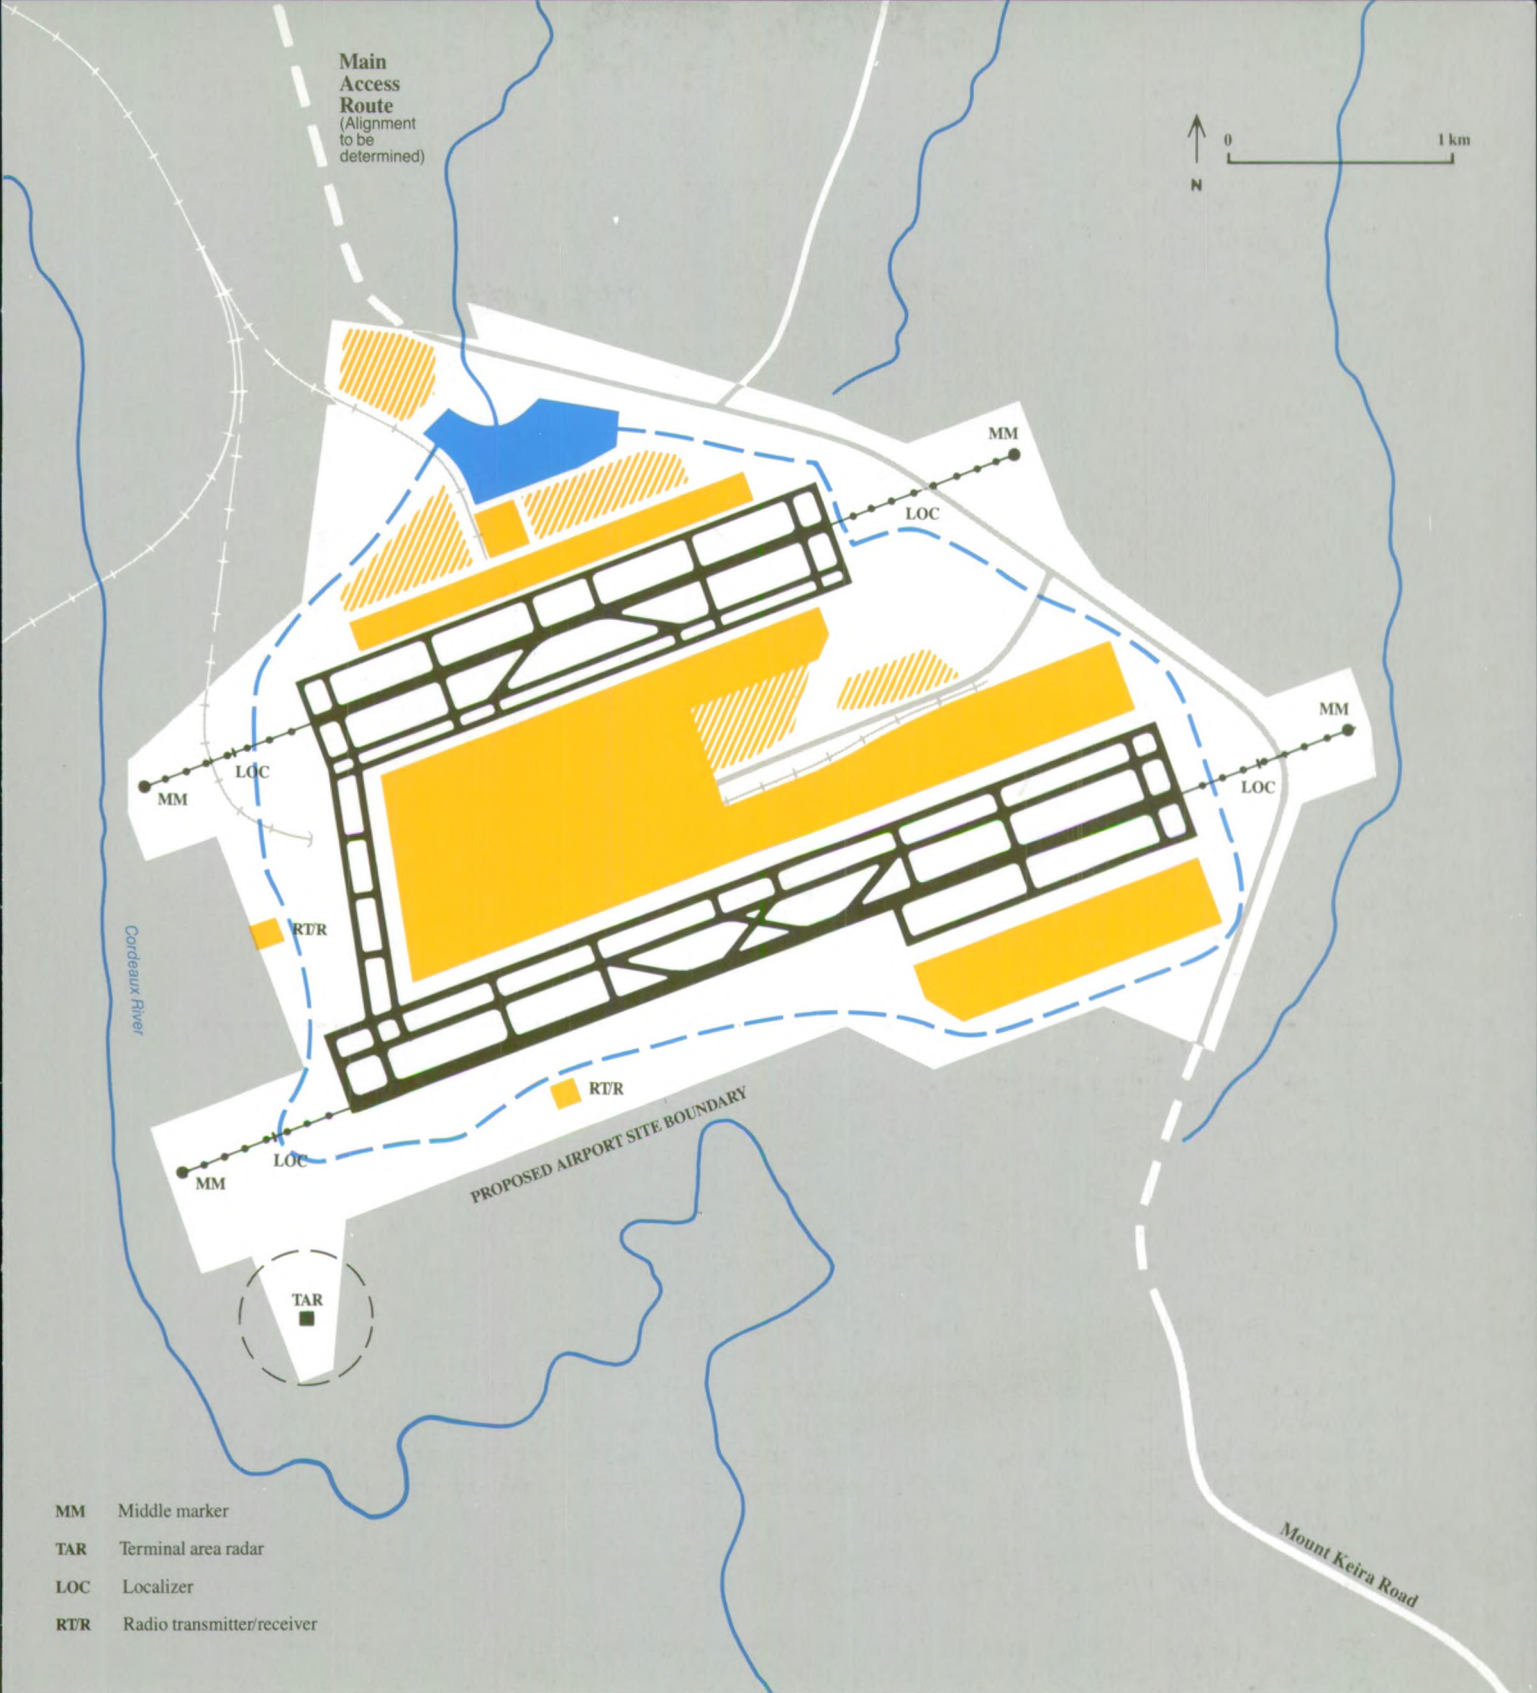 Main
Access
Route
(Alignment
to be
determined)
0 1 km
N
MM
LOC
MM
LOC
LOC
MM
RT/R
Cordeaux River
RT/R
PROPOSED AIRPORT SITE BOUNDARY
LOC
MM
TAR
MM Middle marker
TAR Terminal area radar
LOC Localizer
RT/R Radio transmitter/receiver
Mount Keira Road